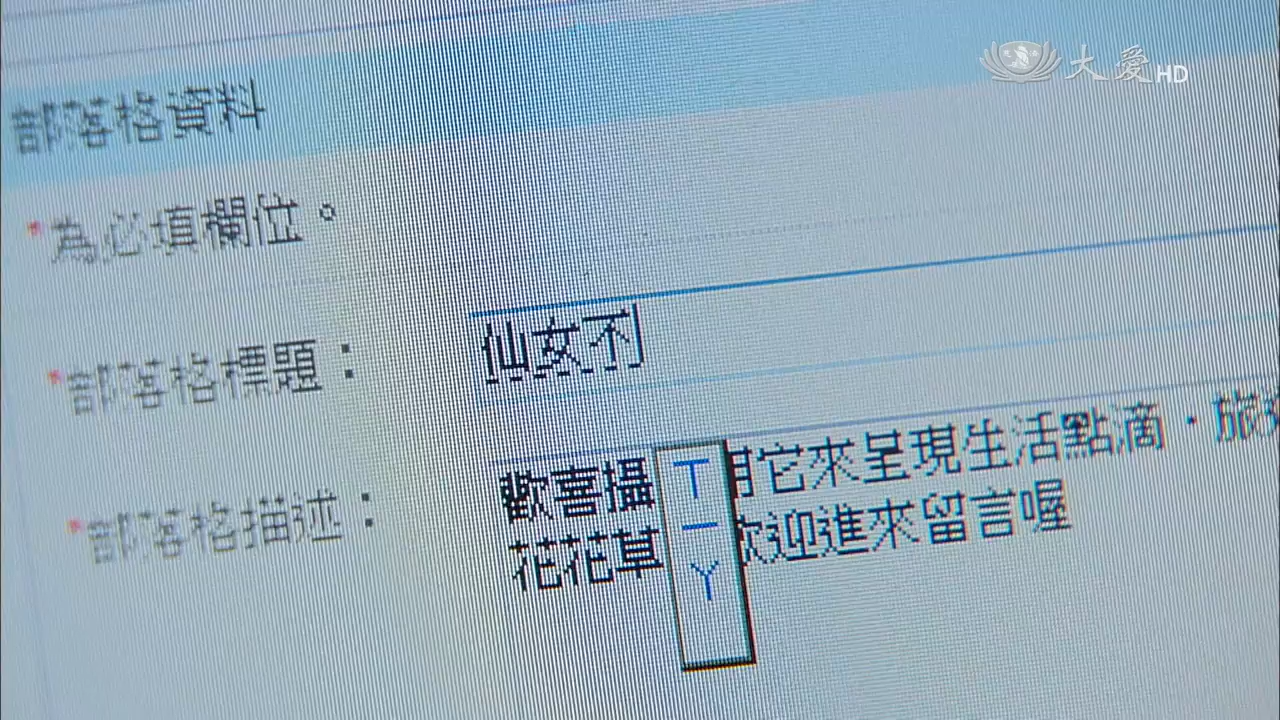 大愛HD
部落格資料
*為必填欄位。
*部落格標題：
仙女不
ㄒㄧㄚ
*部落格描述：
歡喜攝 用它來呈現生活點滴·旅
花花草 歡迎進來留言喔